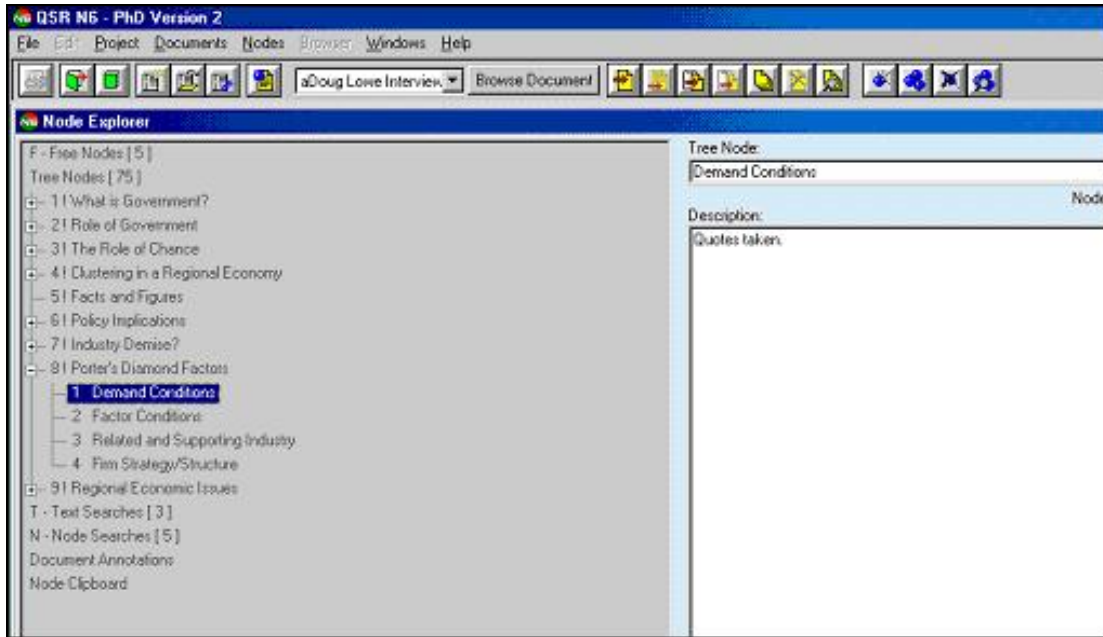 QSR N6 - PhD Version 2
File Edit Project Documents Nodes Browser Windows Help
aDoug Lowe Interview Browse Document
Node Explorer
F - Free Nodes [ 5 ]
Tree Nodes [ 75 ]
1 ! What is Government?
2 ! Role of Government
3 ! The Role of Chance
4 ! Clustering in a Regional Economy
5 ! Facts and Figures
6 ! Policy Implications
7 ! Industry Demise?
8 ! Porter's Diamond Factors
1 Demand Conditions
2 Factor Conditions
3 Related and Supporting Industry
4 Firm Strategy/Structure
9 ! Regional Economic Issues
T - Text Searches [ 3 ]
N - Node Searches [ 5 ]
Document Annotations
Node Clipboard
Tree Node:
Demand Conditions
Node
Description:
Quotes taken.